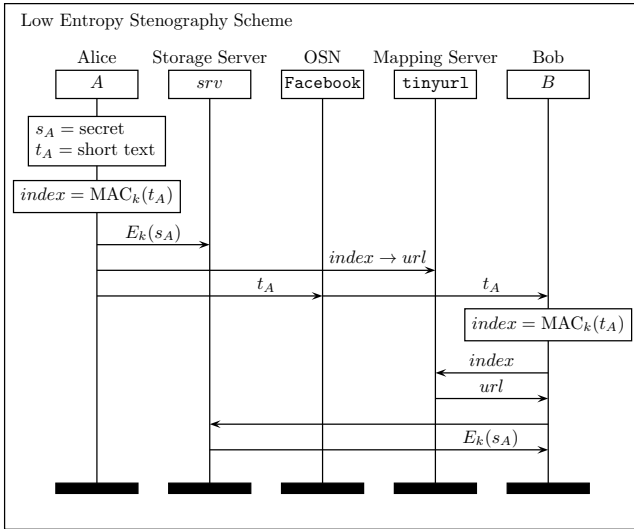 Low Entropy Stenography Scheme
Alice Storage Server OSN Mapping Server Bob
A srv Facebook tinyurl B
s_A = secret
t_A = short text
index = MAC_k(t_A)
E_k(s_A)
index → url
t_A t_A
index = MAC_k(t_A)
index
url
E_k(s_A)